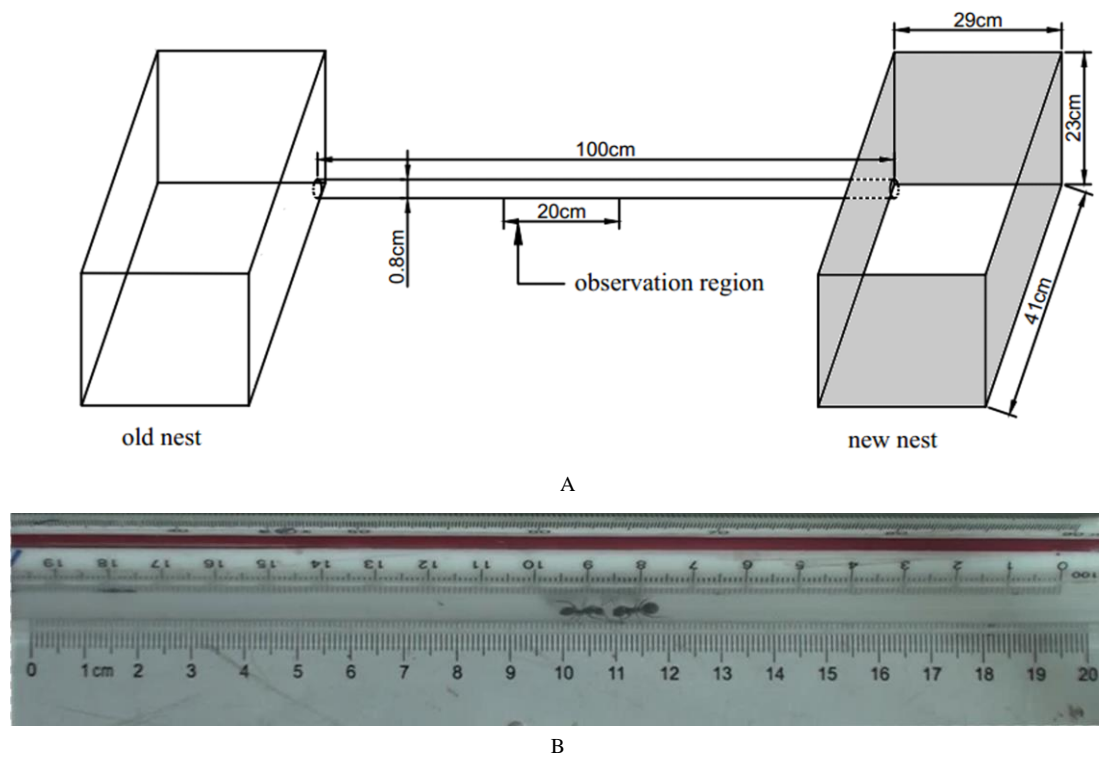 29cm
23cm
100cm
20cm
0.8cm
observation region
41cm
old nest
new nest
A
19 18 17 16 15 14 13 12 11 10 9 8 7 6 5 4 3 2 1 0 100
0 1cm 2 3 4 5 6 7 8 9 10 11 12 13 14 15 16 17 18 19 20
B